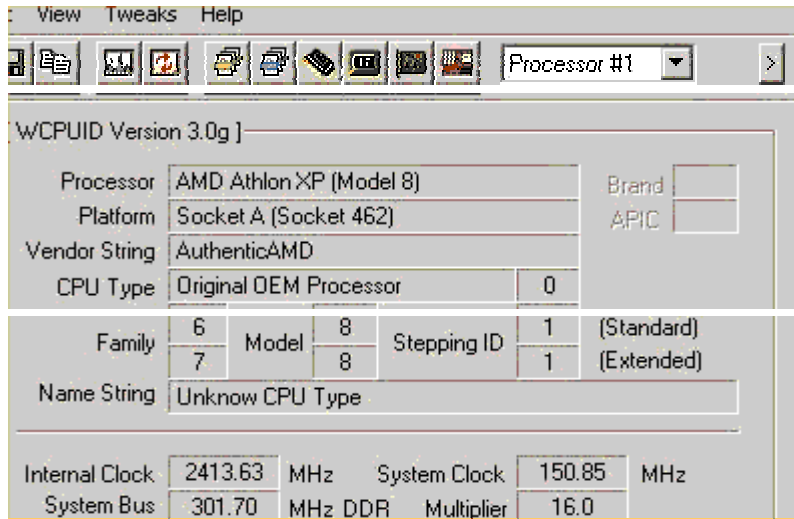 : View Tweaks Help
Processor #1 >
[ WCPUID Version 3.0g ]
Processor AMD Athlon XP (Model 8) Brand
Platform Socket A (Socket 462) APIC
Vendor String AuthenticAMD
CPU Type Original OEM Processor 0
Family 6 Model 8 Stepping ID 1 (Standard)
7 8 1 (Extended)
Name String Unknow CPU Type
Internal Clock 2413.63 MHz System Clock 150.85 MHz
System Bus 301.70 MHz DDR Multiplier 16.0